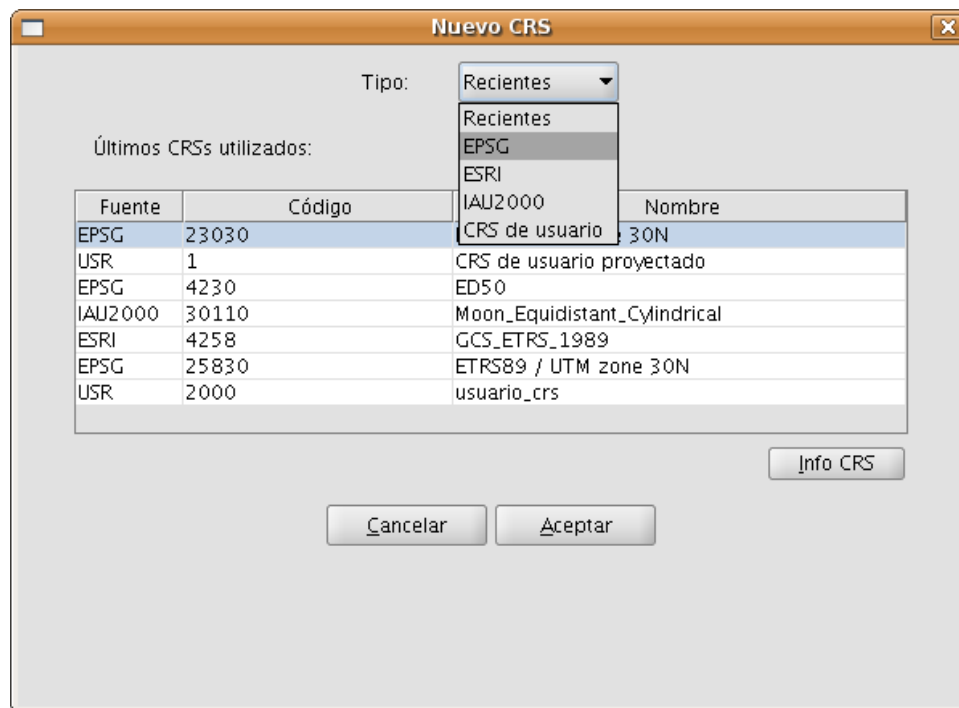 Nuevo CRS
Tipo: Recientes
Recientes
EPSG
ESRI
IAU2000
CRS de usuario
Últimos CRSs utilizados:
Fuente Código Nombre
EPSG 23030 30N
USR 1 CRS de usuario proyectado
EPSG 4230 ED50
IAU2000 30110 Moon_Equidistant_Cylindrical
ESRI 4258 GCS_ETRS_1989
EPSG 25830 ETRS89 / UTM zone 30N
USR 2000 usuario_crs
Info CRS
Cancelar Aceptar